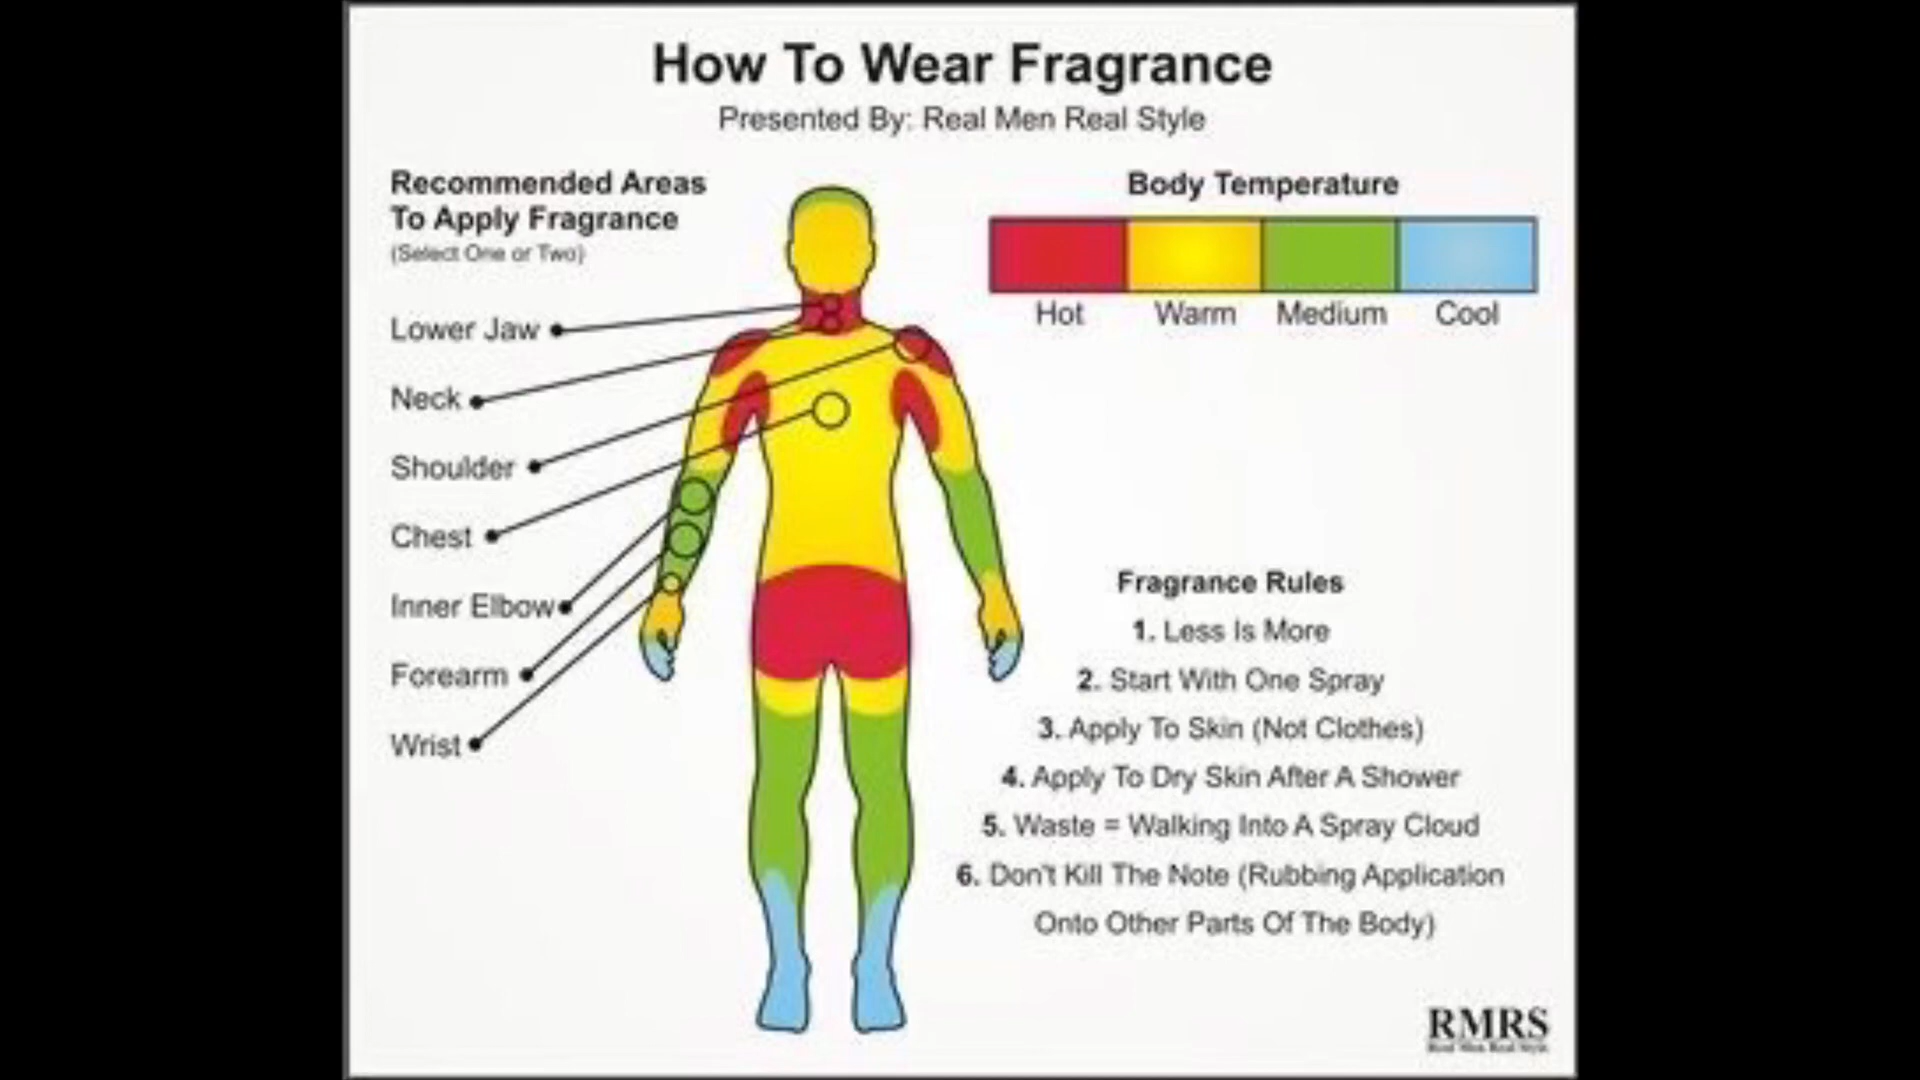 How To Wear Fragrance
Presented By: Real Men Real Style
Recommended Areas
To Apply Fragrance
(Select One or Two)
Lower Jaw
Neck
Shoulder
Chest
Inner Elbow
Forearm
Wrist
Body Temperature
Hot Warm Medium Cool
Fragrance Rules
1. Less Is More
2. Start With One Spray
3. Apply To Skin (Not Clothes)
4. Apply To Dry Skin After A Shower
5. Waste = Walking Into A Spray Cloud
6. Don't Kill The Note (Rubbing Application
Onto Other Parts Of The Body)
RMRS
Real Men Real Style